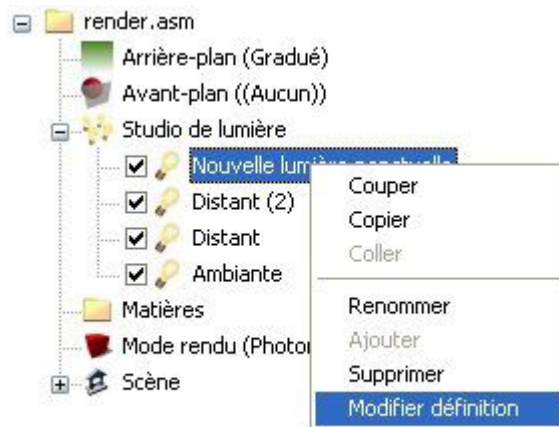 render.asm
Arrière-plan (Gradué)
Avant-plan ((Aucun))
Studio de lumière
Nouvelle lumière ponctuelle
Distant (2)
Distant
Ambiante
Matières
Mode rendu
Scène
Couper
Copier
Coller
Renommer
Ajouter
Supprimer
Modifier définition